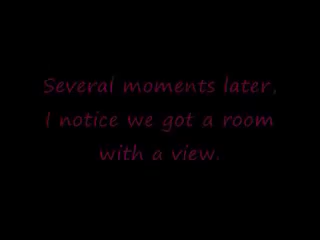 Several moments later,
I notice we got a room
with a view.